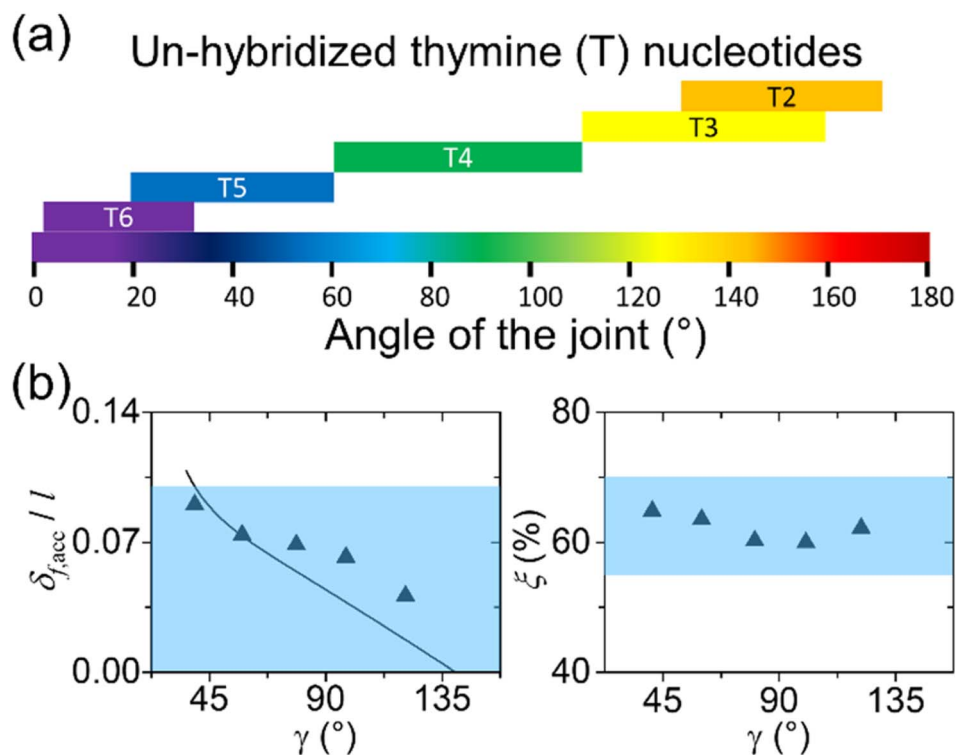 (a)
Un-hybridized thymine (T) nucleotides
T2
T3
T4
T5
T6
0 20 40 60 80 100 120 140 160 180
Angle of the joint (°)
(b)
0.14
0.07
0.00
δf,acc / l
45 90 135
γ (°)
80
60
40
ξ (%)
45 90 135
γ (°)